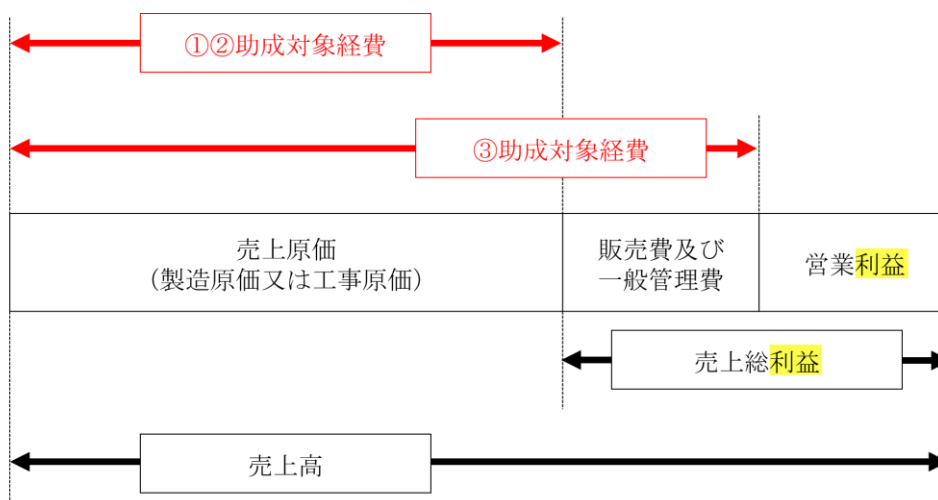 ①②助成対象経費
③助成対象経費
売上原価
（製造原価又は工事原価）
販売費及び
一般管理費
営業利益
売上総利益
売上高